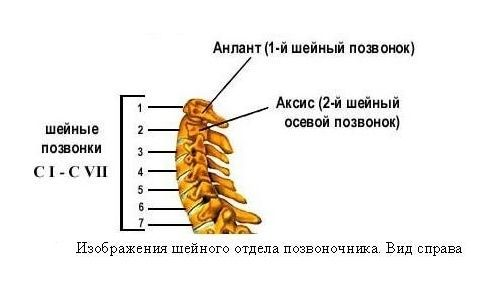 Анлант (1-й шейный позвонок)
Аксис (2-й шейный
осевой позвонок)
шейные
позвонки
C I - C VII
1
2
3
4
5
6
7
Изображения шейного отдела позвоночника. Вид справа